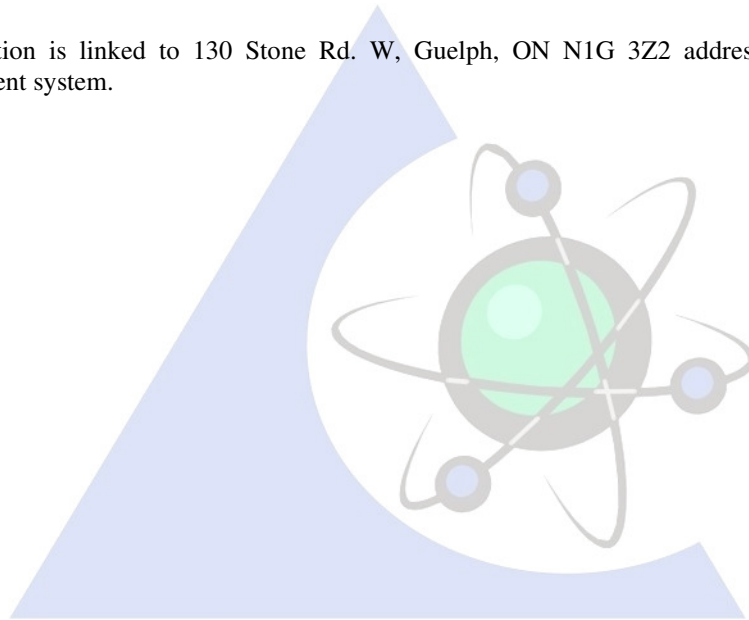 tion is linked to 130 Stone Rd. W, Guelph, ON N1G 3Z2 addres
ent system.